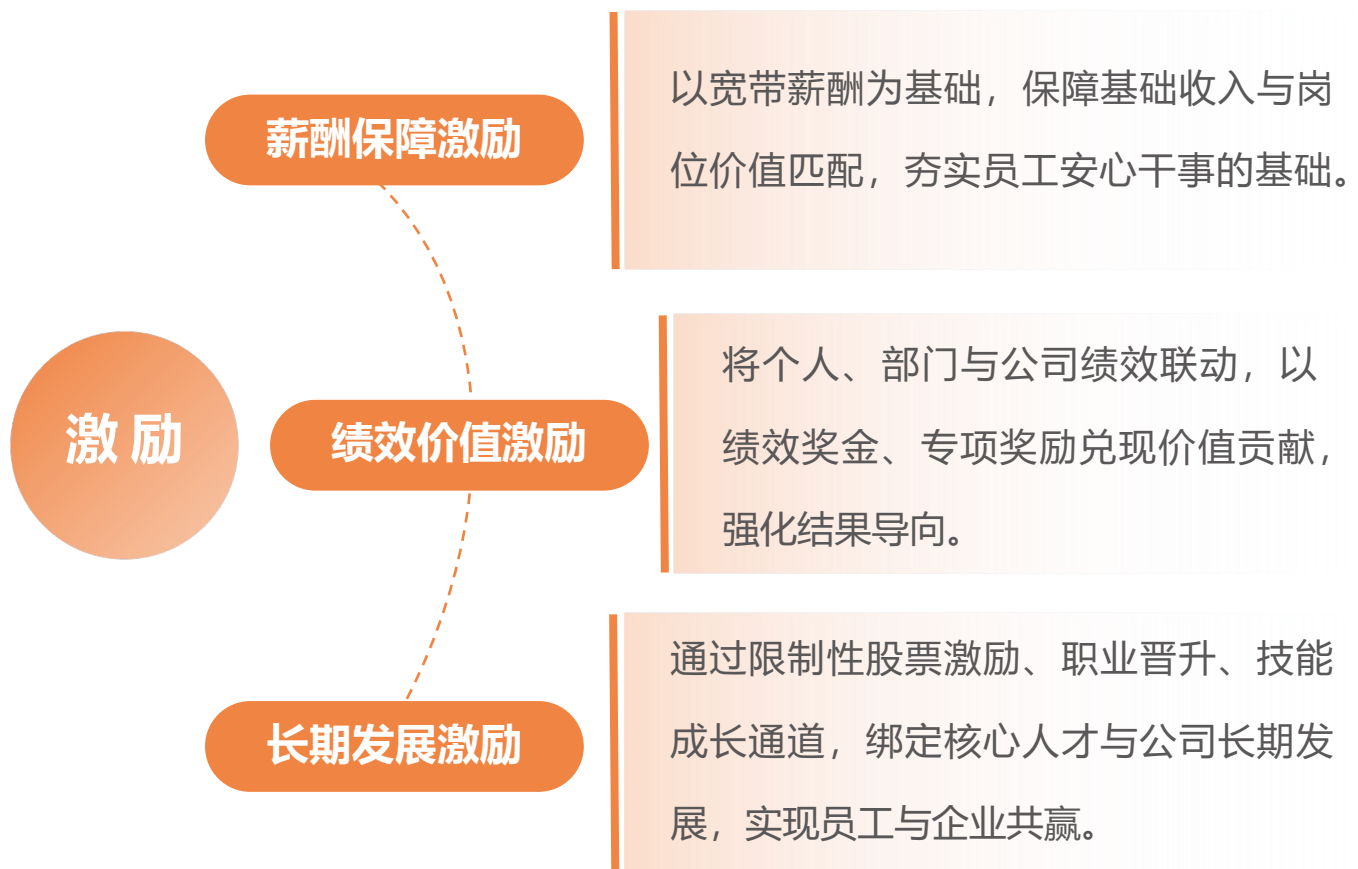 激 励
薪酬保障激励
以宽带薪酬为基础，保障基础收入与岗
位价值匹配，夯实员工安心干事的基础。
绩效价值激励
将个人、部门与公司绩效联动，以
绩效奖金、专项奖励兑现价值贡献，
强化结果导向。
长期发展激励
通过限制性股票激励、职业晋升、技能
成长通道，绑定核心人才与公司长期发
展，实现员工与企业共赢。